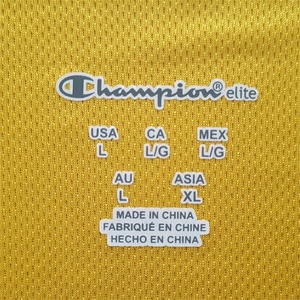 Champion® elite
USA CA MEX
L L/G L/G
AU ASIA
L XL
MADE IN CHINA
FABRIQUÉ EN CHINE
HECHO EN CHINA